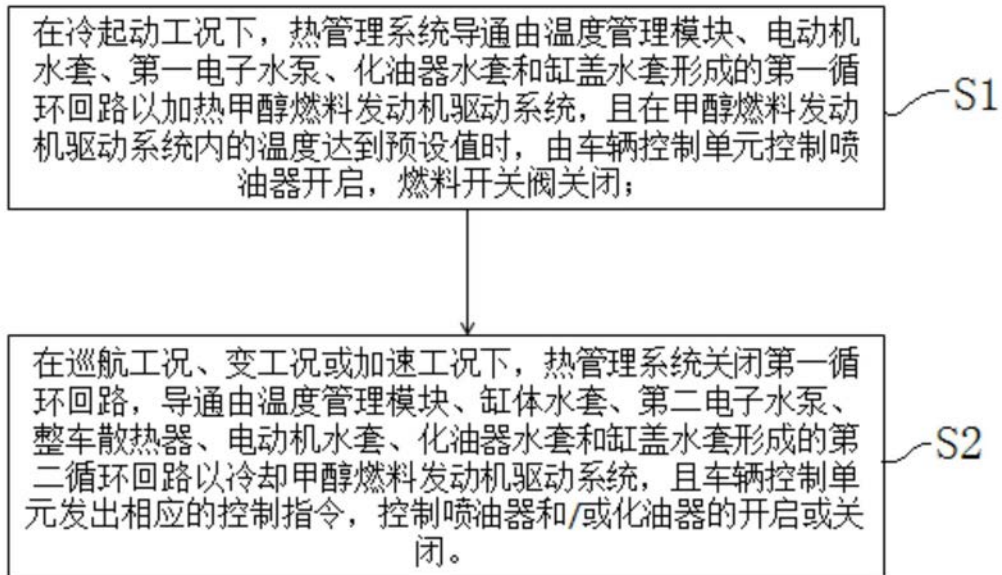 在冷起动工况下，热管理系统导通由温度管理模块、电动机
水套、第一电子水泵、化油器水套和缸盖水套形成的第一循
环回路以加热甲醇燃料发动机驱动系统，且在甲醇燃料发动
机驱动系统内的温度达到预设值时，由车辆控制单元控制喷
油器开启，燃料开关阀关闭；
S1
在巡航工况、变工况或加速工况下，热管理系统关闭第一循
环回路，导通由温度管理模块、缸体水套、第二电子水泵、
整车散热器、电动机水套、化油器水套和缸盖水套形成的第
二循环回路以冷却甲醇燃料发动机驱动系统，且车辆控制单
元发出相应的控制指令，控制喷油器和/或化油器的开启或关
闭。
S2